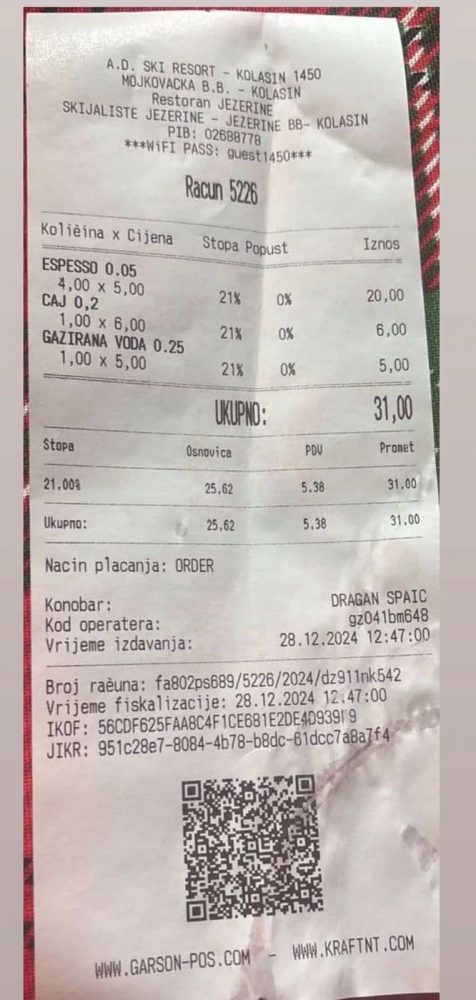 A.D. SKI RESORT - KOLASIN 1450
MOJKOVACKA B.B. - KOLASIN
Restoran JEZERINE
SKIJALISTE JEZERINE - JEZERINE BB- KOLASIN
PIB: 02688778
***WiFI PASS: guest1450***
Racun 5226
Kolièina x Cijena Stopa Popust Iznos
ESPESSO 0.05
4,00 x 5,00 21% 0% 20,00
CAJ 0,2
1,00 x 6,00 21% 0% 6,00
GAZIRANA VODA 0.25
1,00 x 5,00 21% 0% 5,00
UKUPNO: 31,00
Stopa Osnovica PDV Promet
21,00% 25,62 5,38 31,00
Ukupno: 25,62 5,38 31,00
Nacin placanja: ORDER
Konobar: DRAGAN SPAIC
Kod operatera: gz041bm648
Vrijeme izdavanja: 28.12.2024 12:47:00
Broj raèuna: fa802ps689/5226/2024/dz911nk542
Vrijeme fiskalizacije: 28.12.2024 12:47:00
IKOF:
JIKR: 951c28e7-8084-4b78-b8dc-61dcc7a8a7f4
WWW.GARSON-POS.COM - WWW.KRAFTNT.COM